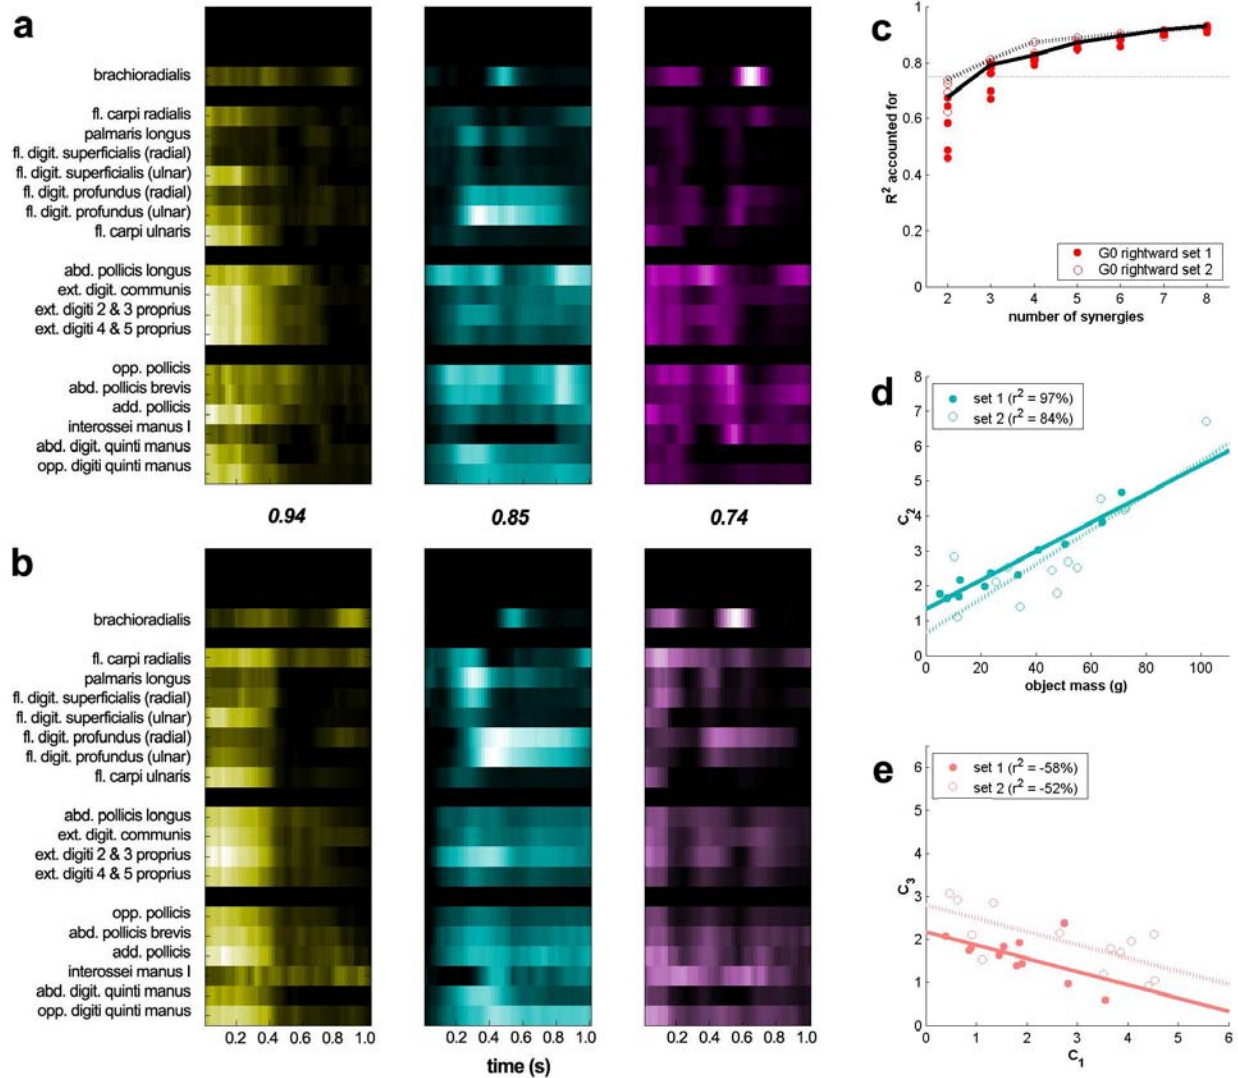 a
brachioradialis
fl. carpi radialis
palmaris longus
fl. digit. superficialis (radial)
fl. digit. superficialis (ulnar)
fl. digit. profundus (radial)
fl. digit. profundus (ulnar)
fl. carpi ulnaris
abd. pollicis longus
ext. digit. communis
ext. digiti 2 & 3 proprius
ext. digiti 4 & 5 proprius
opp. pollicis
abd. pollicis brevis
add. pollicis
interossei manus I
abd. digit. quinti manus
opp. digiti quinti manus
0.94 0.85 0.74
b
brachioradialis
fl. carpi radialis
palmaris longus
fl. digit. superficialis (radial)
fl. digit. superficialis (ulnar)
fl. digit. profundus (radial)
fl. digit. profundus (ulnar)
fl. carpi ulnaris
abd. pollicis longus
ext. digit. communis
ext. digiti 2 & 3 proprius
ext. digiti 4 & 5 proprius
opp. pollicis
abd. pollicis brevis
add. pollicis
interossei manus I
abd. digit. quinti manus
opp. digiti quinti manus
0.2 0.4 0.6 0.8 1.0 0.2 0.4 0.6 0.8 1.0 0.2 0.4 0.6 0.8 1.0
time (s)
c
1
0.8
0.6
0.4
0.2
0
R² accounted for
G0 rightward set 1
G0 rightward set 2
2 3 4 5 6 7 8
number of synergies
d
8
7
6
5
4
3
2
1
0
C₂
set 1 (r² = 97%)
set 2 (r² = 84%)
0 20 40 60 80 100
object mass (g)
e
6
5
4
3
2
1
0
C₃
set 1 (r² = -58%)
set 2 (r² = -52%)
0 1 2 3 4 5 6
C₁